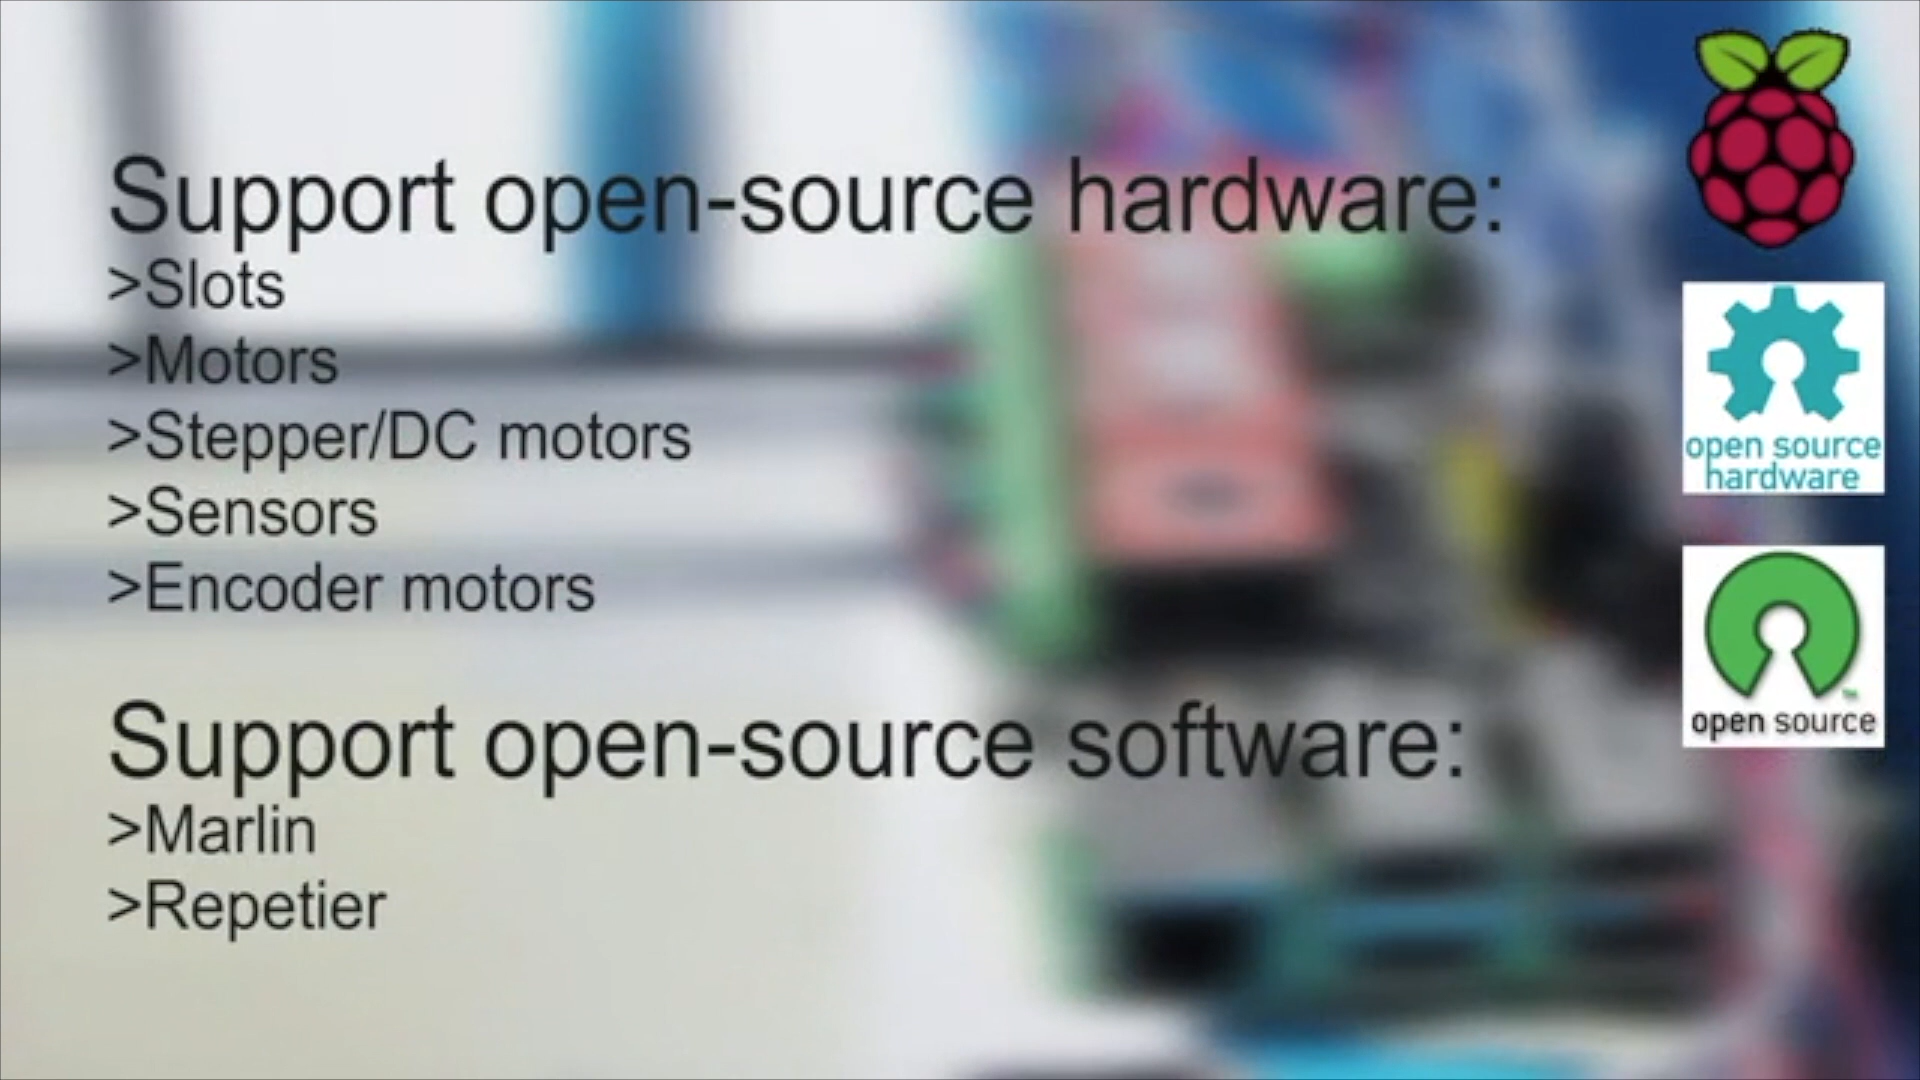 Support open-source hardware:
>Slots
>Motors
>Stepper/DC motors
>Sensors
>Encoder motors
Support open-source software:
>Marlin
>Repetier
open source
hardware
open source